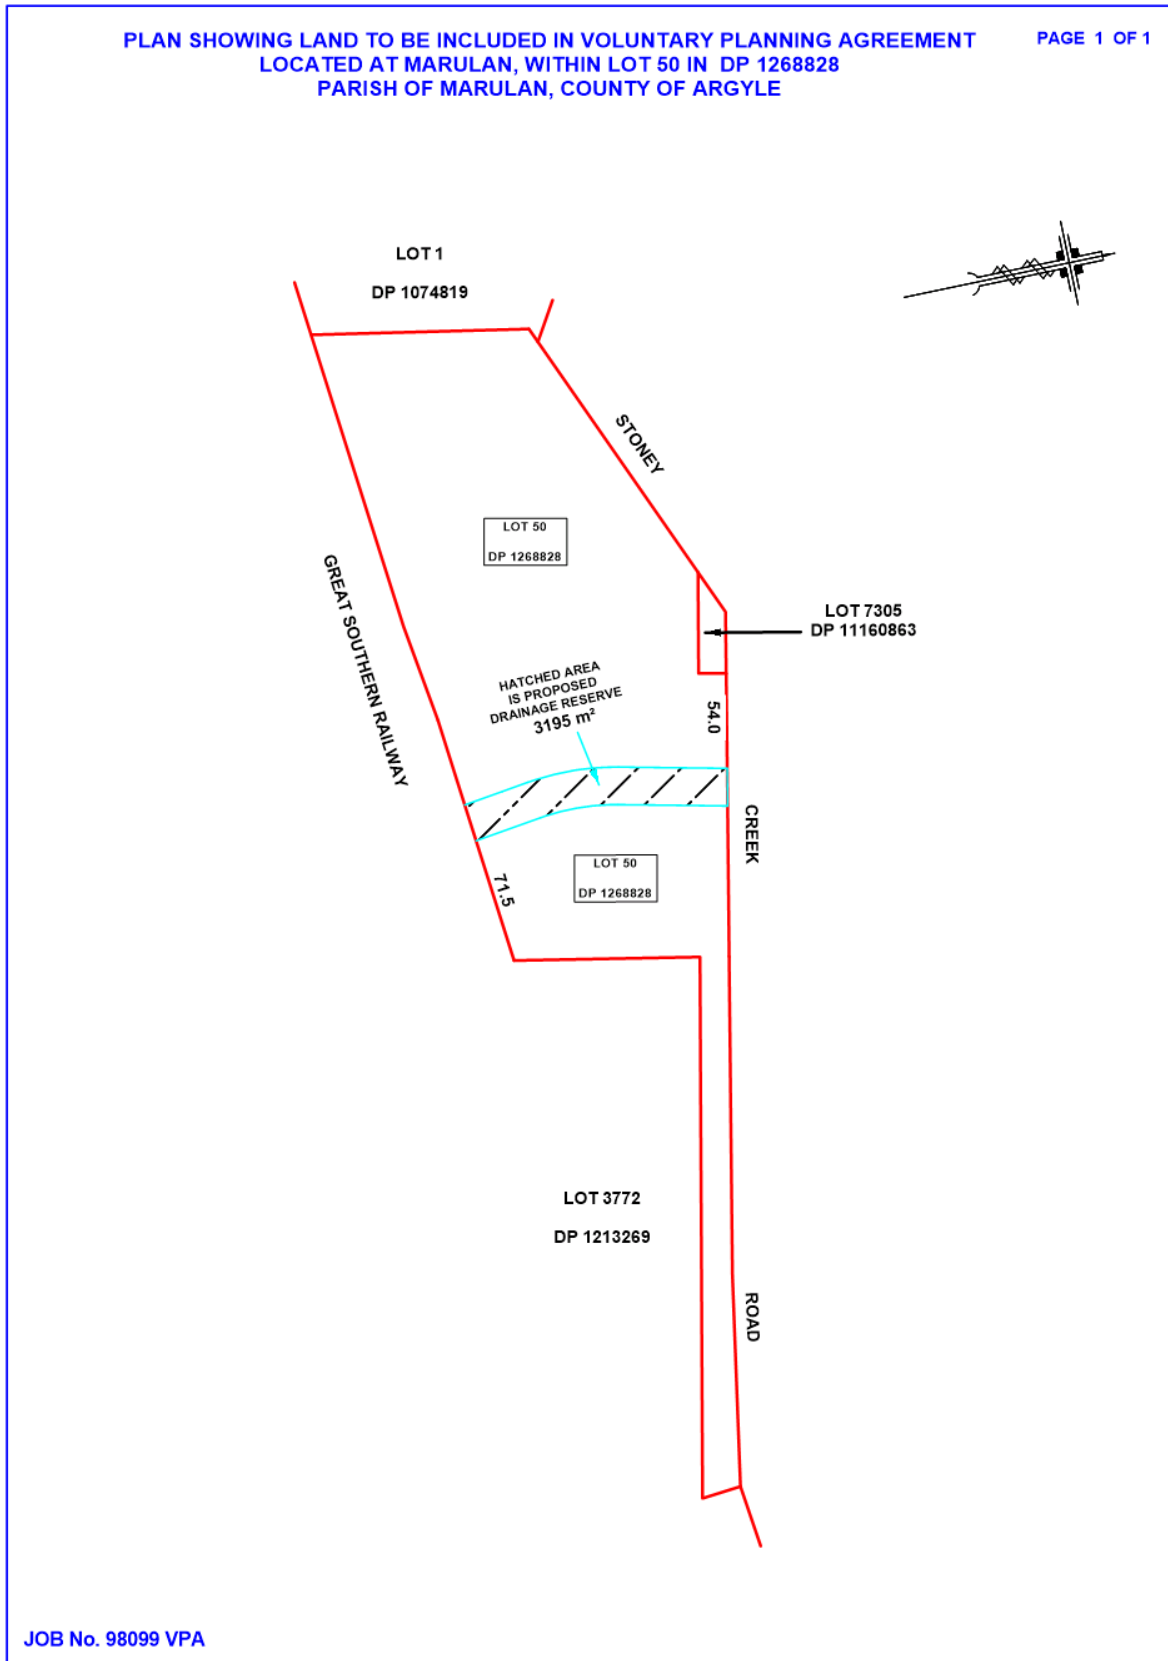 PLAN SHOWING LAND TO BE INCLUDED IN VOLUNTARY PLANNING AGREEMENT
LOCATED AT MARULAN, WITHIN LOT 50 IN DP 1268828
PARISH OF MARULAN, COUNTY OF ARGYLE
PAGE 1 OF 1
LOT 1
DP 1074819
STONEY
LOT 50
DP 1268828
GREAT SOUTHERN RAILWAY
LOT 7305
DP 11160863
HATCHED AREA
IS PROPOSED
DRAINAGE RESERVE
3195 m²
54.0
CREEK
LOT 50
DP 1268828
71.5
LOT 3772
DP 1213269
ROAD
JOB No. 98099 VPA